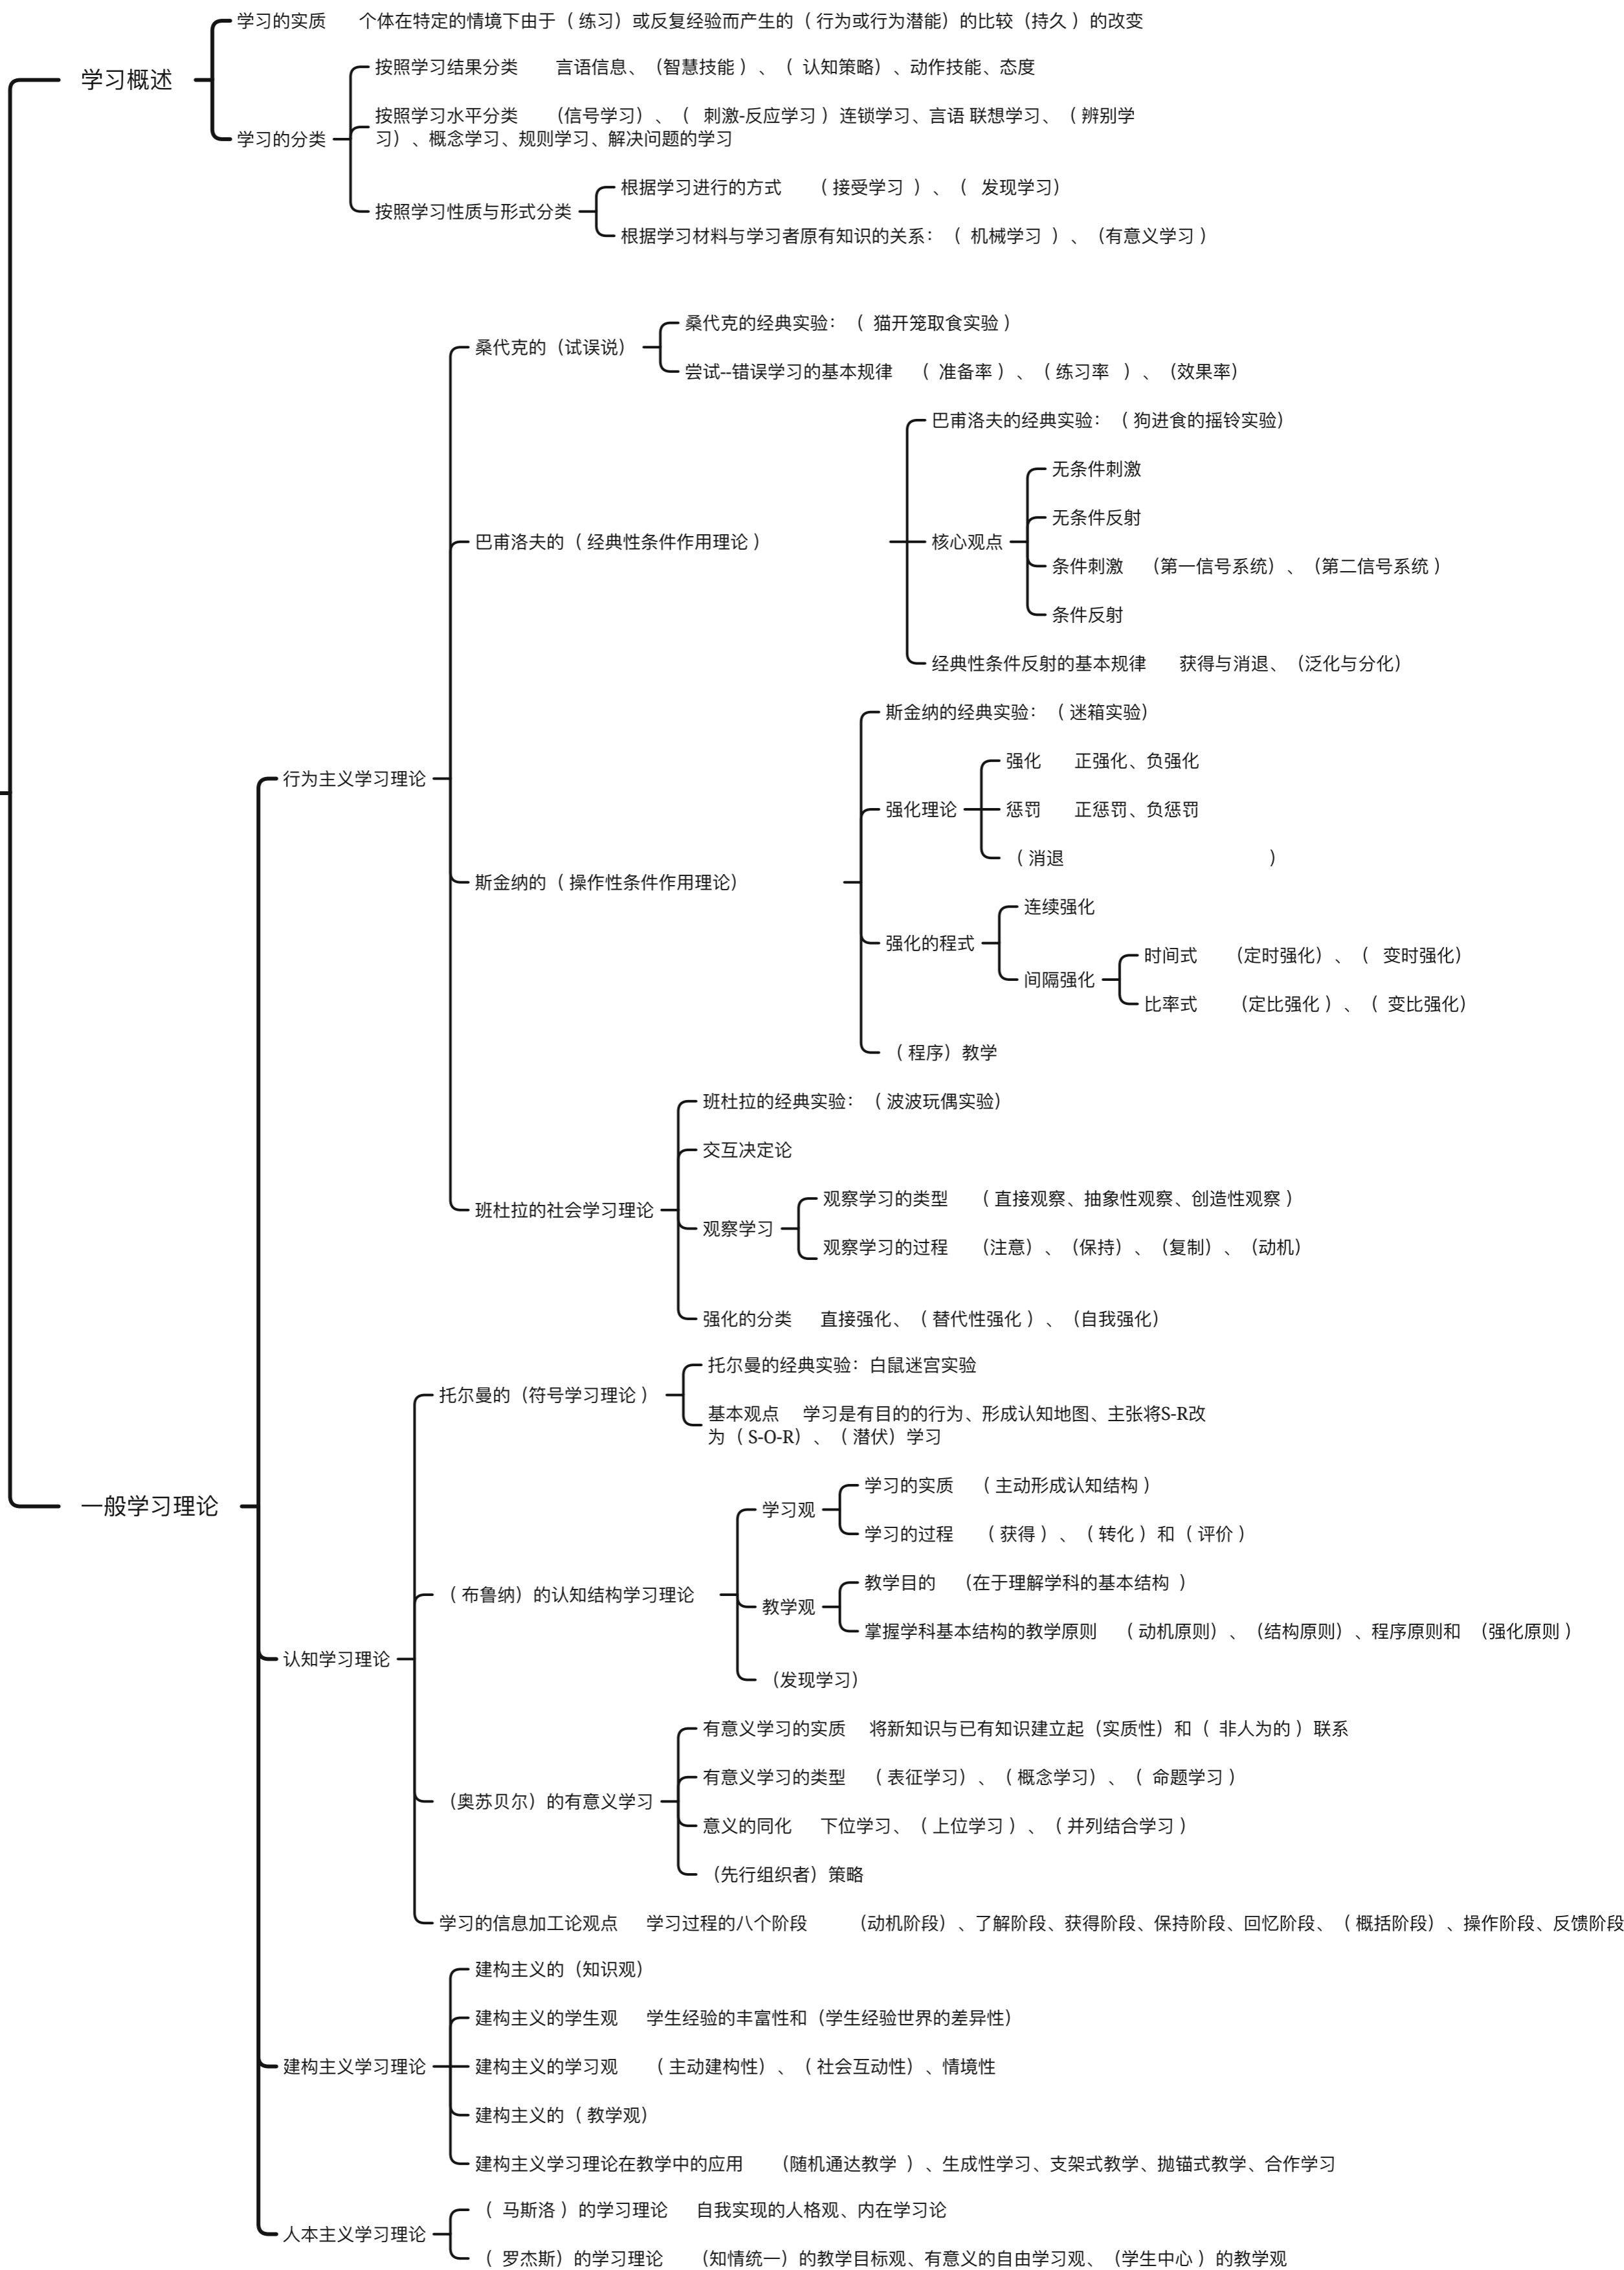 学习概述
学习的实质 个体在特定的情境下由于（ 练习）或反复经验而产生的（ 行为或行为潜能）的比较（持久 ）的改变
学习的分类
按照学习结果分类 言语信息、（智慧技能 ）、（ 认知策略）、动作技能、态度
按照学习水平分类 （信号学习）、（ 刺激-反应学习 ）连锁学习、言语 联想学习、（ 辨别学
习）、概念学习、规则学习、解决问题的学习
按照学习性质与形式分类
根据学习进行的方式 （ 接受学习 ）、（ 发现学习）
根据学习材料与学习者原有知识的关系：（ 机械学习 ）、（有意义学习 ）
一般学习理论
行为主义学习理论
桑代克的（试误说）
桑代克的经典实验：（ 猫开笼取食实验 ）
尝试--错误学习的基本规律 （ 准备率 ）、（ 练习率 ）、（效果率）
巴甫洛夫的（ 经典性条件作用理论 ）
巴甫洛夫的经典实验：（ 狗进食的摇铃实验）
核心观点
无条件刺激
无条件反射
条件刺激 （第一信号系统）、（第二信号系统 ）
条件反射
经典性条件反射的基本规律 获得与消退、（泛化与分化）
斯金纳的（ 操作性条件作用理论）
斯金纳的经典实验：（ 迷箱实验）
强化理论
强化 正强化、负强化
惩罚 正惩罚、负惩罚
（ 消退 ）
强化的程式
连续强化
间隔强化
时间式 （定时强化）、（ 变时强化）
比率式 （定比强化 ）、（ 变比强化）
（ 程序）教学
班杜拉的社会学习理论
班杜拉的经典实验：（ 波波玩偶实验）
交互决定论
观察学习
观察学习的类型 （ 直接观察、抽象性观察、创造性观察 ）
观察学习的过程 （注意）、（保持）、（复制）、（动机）
强化的分类 直接强化、（ 替代性强化 ）、（自我强化）
认知学习理论
托尔曼的（符号学习理论 ）
托尔曼的经典实验：白鼠迷宫实验
基本观点 学习是有目的的行为、形成认知地图、主张将S-R改
为（ S-O-R）、（ 潜伏）学习
（ 布鲁纳）的认知结构学习理论
学习观
学习的实质 （ 主动形成认知结构 ）
学习的过程 （ 获得 ）、（ 转化 ）和（ 评价 ）
教学观
教学目的 （在于理解学科的基本结构 ）
掌握学科基本结构的教学原则 （ 动机原则）、（结构原则）、程序原则和 （强化原则 ）
（发现学习）
（奥苏贝尔）的有意义学习
有意义学习的实质 将新知识与已有知识建立起（实质性）和（ 非人为的 ）联系
有意义学习的类型 （ 表征学习）、（ 概念学习）、（ 命题学习 ）
意义的同化 下位学习、（ 上位学习 ）、（ 并列结合学习 ）
（先行组织者）策略
学习的信息加工论观点 学习过程的八个阶段 （动机阶段）、了解阶段、获得阶段、保持阶段、回忆阶段、（ 概括阶段）、操作阶段、反馈阶段
建构主义学习理论
建构主义的（知识观）
建构主义的学生观 学生经验的丰富性和（学生经验世界的差异性）
建构主义的学习观 （ 主动建构性）、（ 社会互动性）、情境性
建构主义的（ 教学观）
建构主义学习理论在教学中的应用 （随机通达教学 ）、生成性学习、支架式教学、抛锚式教学、合作学习
人本主义学习理论
（ 马斯洛 ）的学习理论 自我实现的人格观、内在学习论
（ 罗杰斯）的学习理论 （知情统一）的教学目标观、有意义的自由学习观、（学生中心 ）的教学观